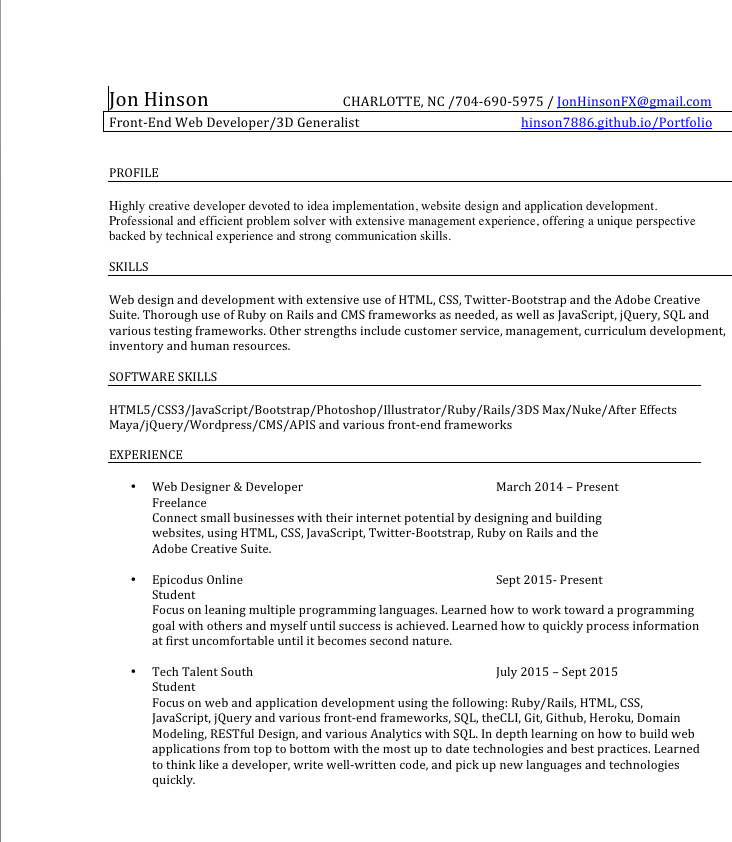 Jon Hinson CHARLOTTE, NC /704-690-5975 / JonHinsonFX@gmail.com
Front-End Web Developer/3D Generalist hinson7886.github.io/Portfolio
PROFILE
Highly creative developer devoted to idea implementation, website design and application development.
Professional and efficient problem solver with extensive management experience, offering a unique perspective
backed by technical experience and strong communication skills.
SKILLS
Web design and development with extensive use of HTML, CSS, Twitter-Bootstrap and the Adobe Creative
Suite. Thorough use of Ruby on Rails and CMS frameworks as needed, as well as JavaScript, jQuery, SQL and
various testing frameworks. Other strengths include customer service, management, curriculum development,
inventory and human resources.
SOFTWARE SKILLS
HTML5/CSS3/JavaScript/Bootstrap/Photoshop/Illustrator/Ruby/Rails/3DS Max/Nuke/After Effects
Maya/jQuery/Wordpress/CMS/APIS and various front-end frameworks
EXPERIENCE
• Web Designer & Developer March 2014 – Present
Freelance
Connect small businesses with their internet potential by designing and building
websites, using HTML, CSS, JavaScript, Twitter-Bootstrap, Ruby on Rails and the
Adobe Creative Suite.
• Epicodus Online Sept 2015- Present
Student
Focus on leaning multiple programming languages. Learned how to work toward a programming
goal with others and myself until success is achieved. Learned how to quickly process information
at first uncomfortable until it becomes second nature.
• Tech Talent South July 2015 – Sept 2015
Student
Focus on web and application development using the following: Ruby/Rails, HTML, CSS,
JavaScript, jQuery and various front-end frameworks, SQL, theCLI, Git, Github, Heroku, Domain
Modeling, RESTful Design, and various Analytics with SQL. In depth learning on how to build web
applications from top to bottom with the most up to date technologies and best practices. Learned
to think like a developer, write well-written code, and pick up new languages and technologies
quickly.